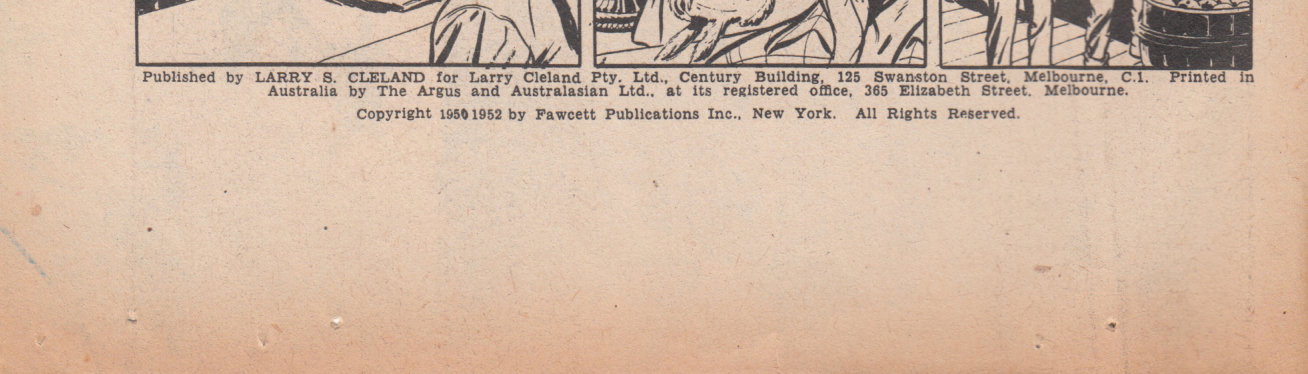 Published by LARRY S. CLELAND for Larry Cleland Pty. Ltd., Century Building, 125 Swanston Street, Melbourne, C.1. Printed in
Australia by The Argus and Australasian Ltd., at its registered office, 365 Elizabeth Street, Melbourne.
Copyright 1950 1952 by Fawcett Publications Inc., New York. All Rights Reserved.